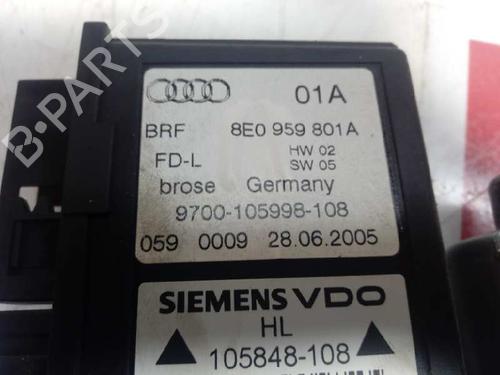 01A
BRF 8E0 959 801A
FD-L HW 02
SW 05
brose Germany
9700-105998-108
059 0009 28.06.2005
SIEMENS VDO
HL
105848-108